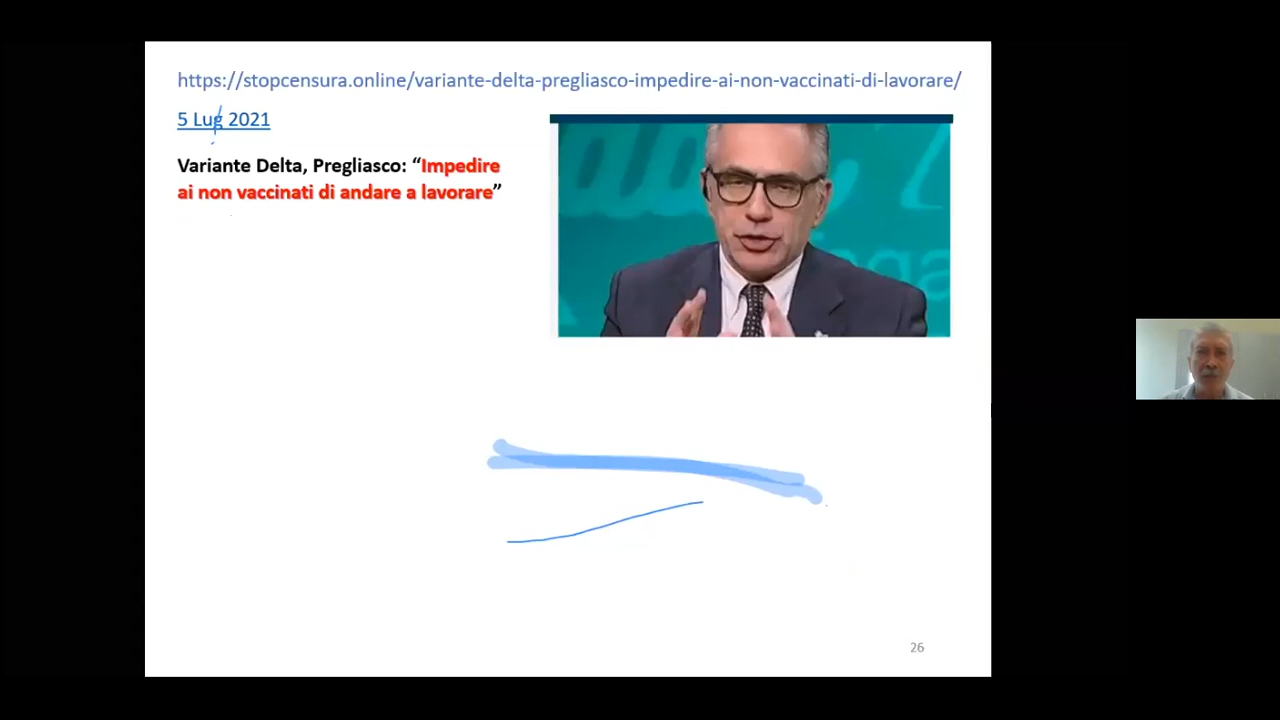 https://stopcensura.online/variante-delta-pregliasco-impedire-ai-non-vaccinati-di-lavorare/
5 Lug 2021
Variante Delta, Pregliasco: “Impedire
ai non vaccinati di andare a lavorare”
26